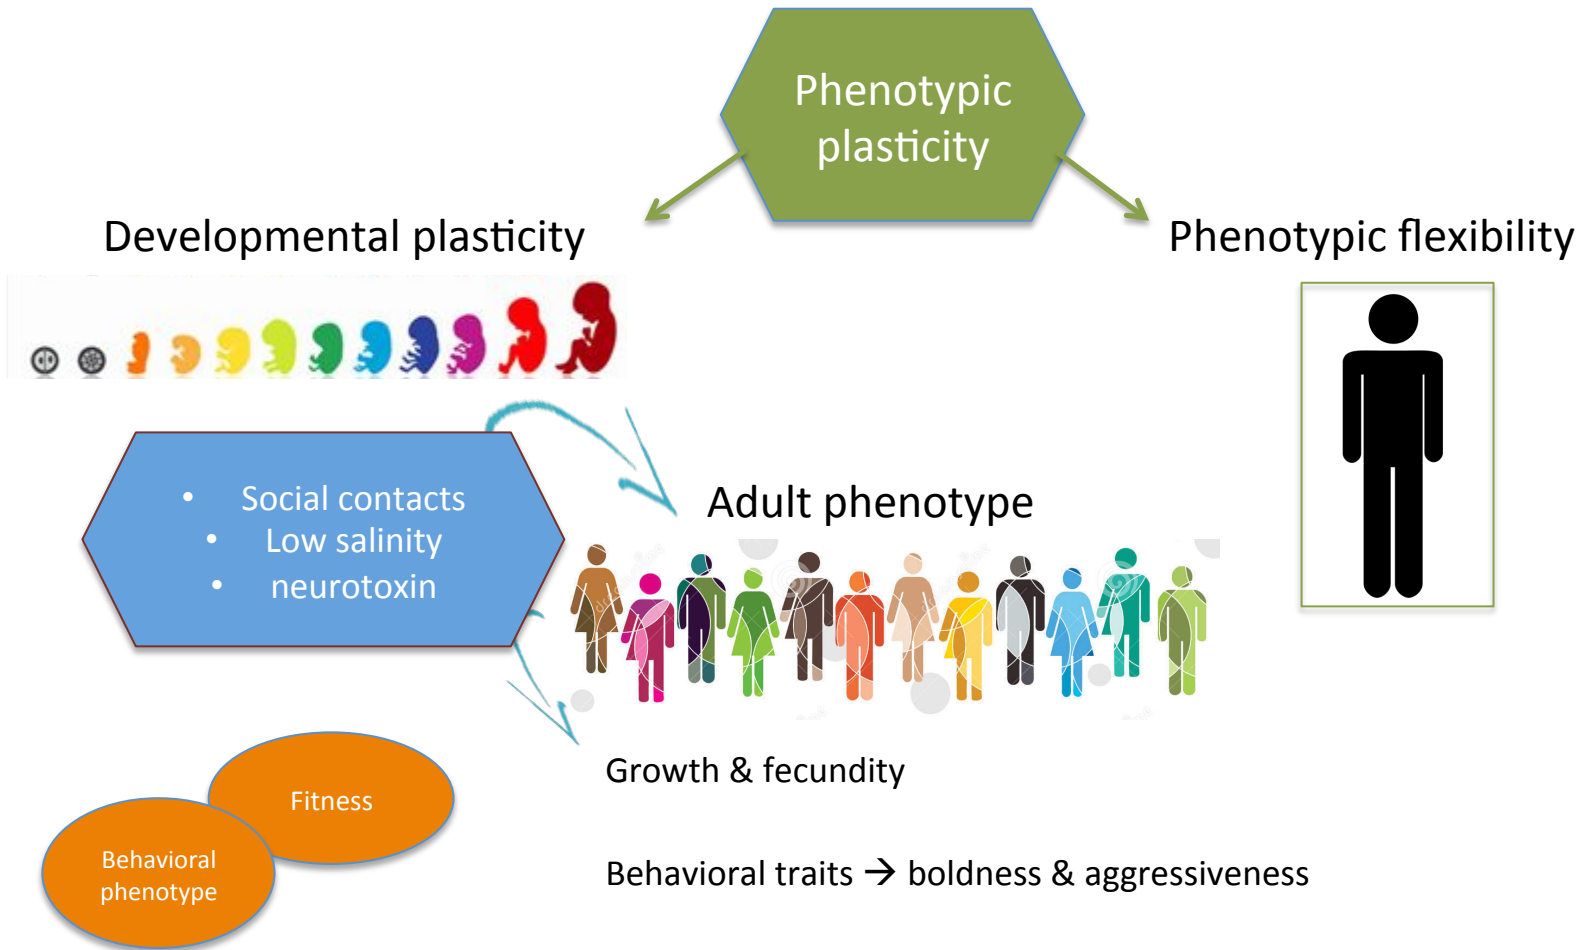 Phenotypic
plasticity
Developmental plasticity
Phenotypic flexibility
• Social contacts
• Low salinity
• neurotoxin
Adult phenotype
Growth & fecundity
Fitness
Behavioral
phenotype
Behavioral traits → boldness & aggressiveness